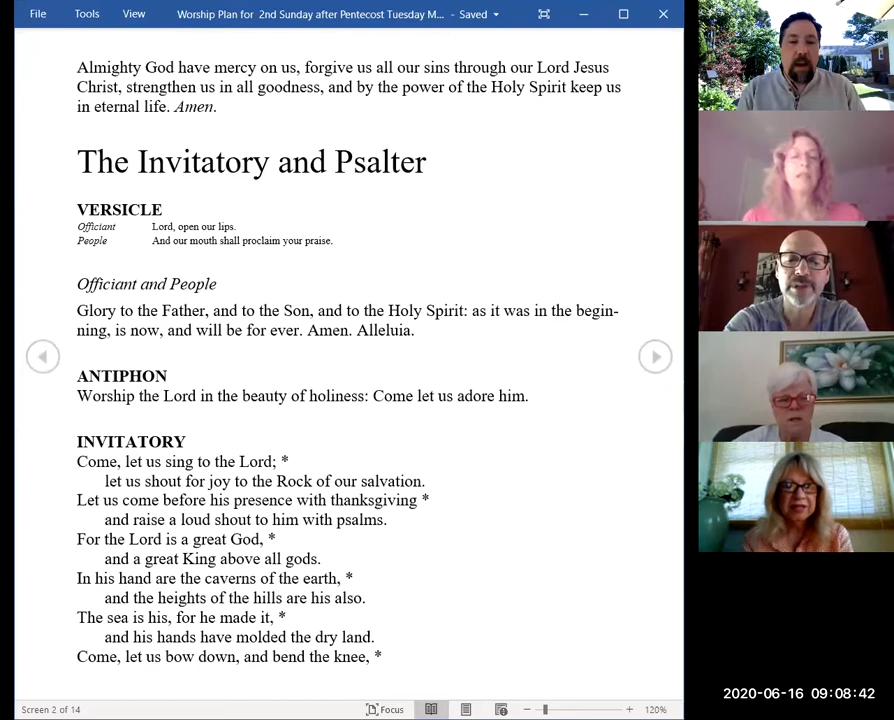 File Tools View Worship Plan for 2nd Sunday after Pentecost Tuesday M... - Saved
Almighty God have mercy on us, forgive us all our sins through our Lord Jesus
Christ, strengthen us in all goodness, and by the power of the Holy Spirit keep us
in eternal life. Amen.
The Invitatory and Psalter
VERSICLE
Officiant Lord, open our lips.
People And our mouth shall proclaim your praise.
Officiant and People
Glory to the Father, and to the Son, and to the Holy Spirit: as it was in the begin-
ning, is now, and will be for ever. Amen. Alleluia.
ANTIPHON
Worship the Lord in the beauty of holiness: Come let us adore him.
INVITATORY
Come, let us sing to the Lord; *
let us shout for joy to the Rock of our salvation.
Let us come before his presence with thanksgiving *
and raise a loud shout to him with psalms.
For the Lord is a great God, *
and a great King above all gods.
In his hand are the caverns of the earth, *
and the heights of the hills are his also.
The sea is his, for he made it, *
and his hands have molded the dry land.
Come, let us bow down, and bend the knee, *
Screen 2 of 14 Focus 120%
2020-06-16 09:08:42